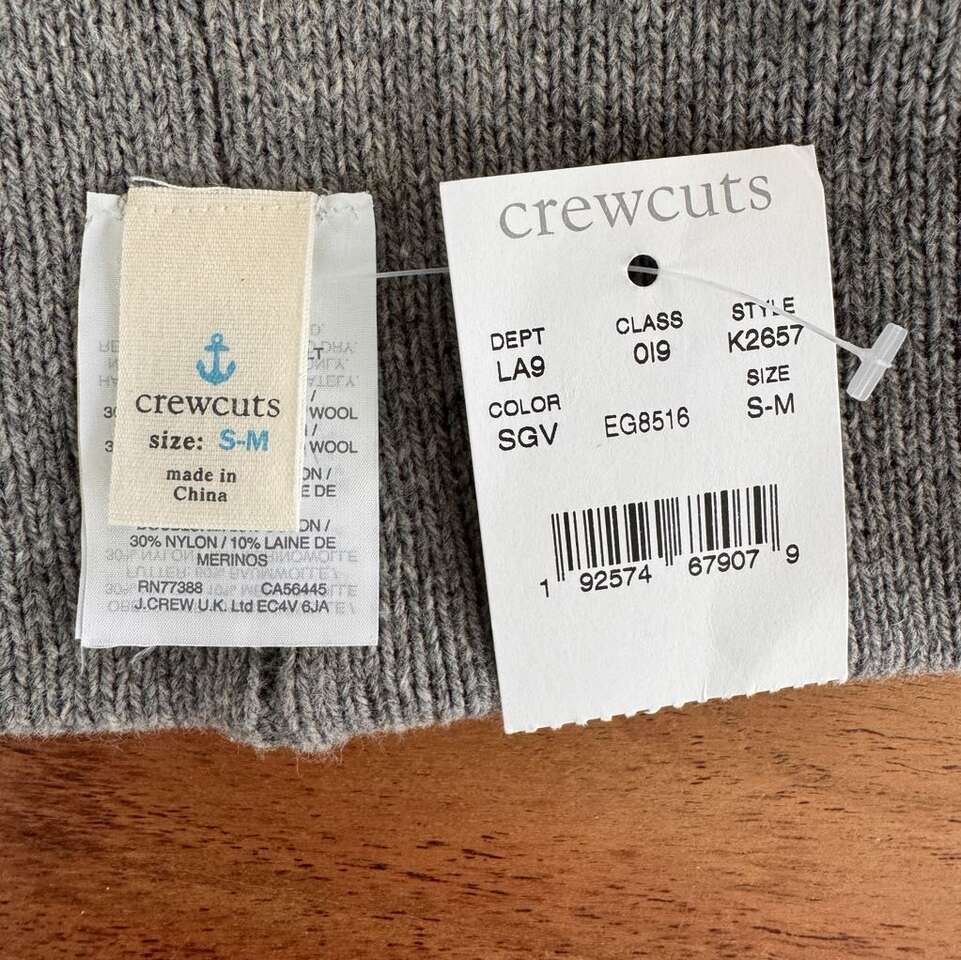 crewcuts
size: S-M
made in
China
WOOL
WOOL
30% NYLON / 10% LAINE DE
MERINOS
RN77388 CA56445
J.CREW U.K. Ltd EC4V 6JA
crewcuts
DEPT CLASS STYLE
LA9 0I9 K2657
COLOR SIZE
SGV EG8516 S-M
1 92574 67907 9